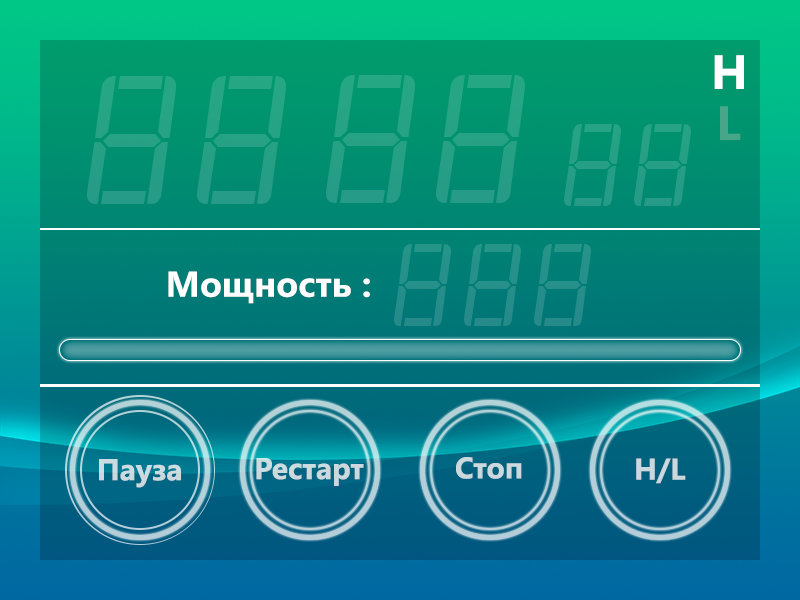 H
L
Мощность :
Пауза
Рестарт
Стоп
H/L